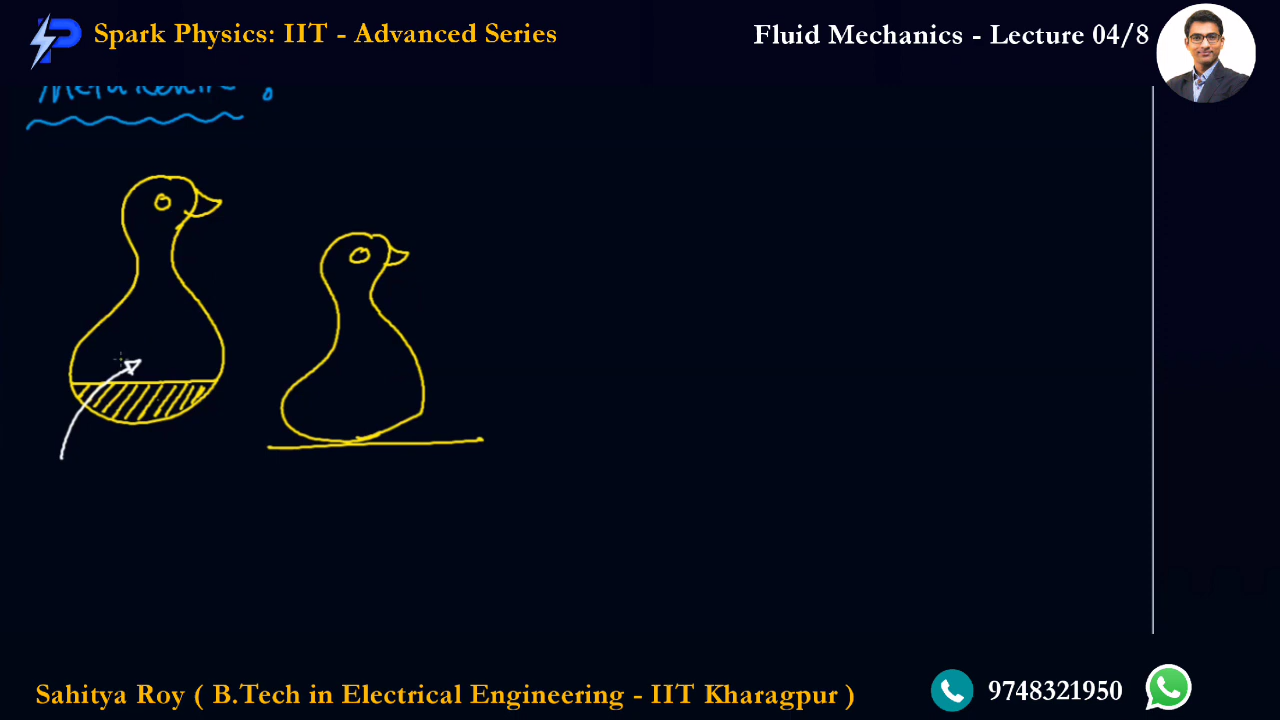 Spark Physics: IIT - Advanced Series
Fluid Mechanics - Lecture 04/8
Sahitya Roy ( B.Tech in Electrical Engineering - IIT Kharagpur )
9748321950